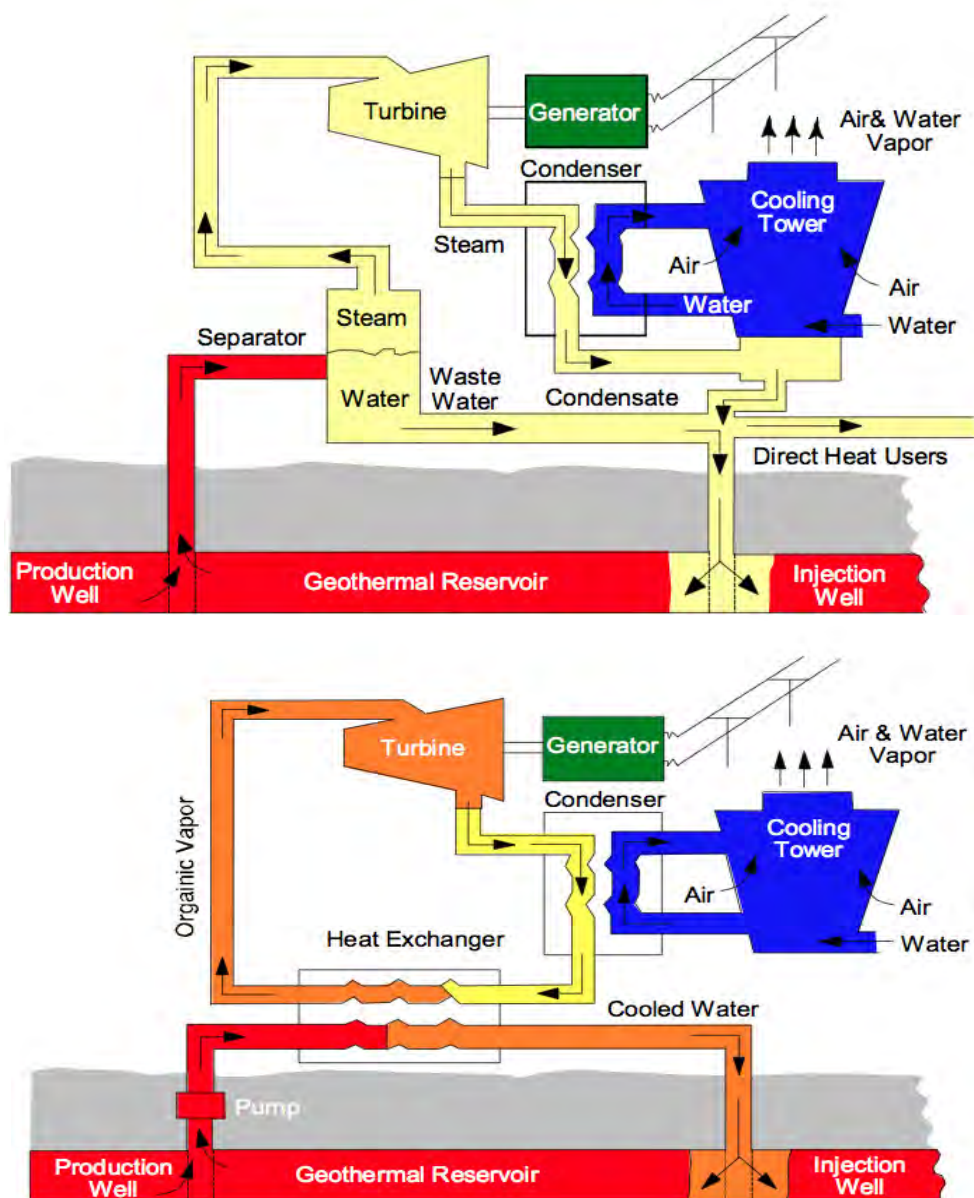 Turbine
Generator
Air& Water
Vapor
Condenser
Cooling
Tower
Steam
Air
Air
Water
Water
Steam
Separator
Water
Waste
Water
Condensate
Direct Heat Users
Production
Well
Geothermal Reservoir
Injection
Well
Turbine
Generator
Air & Water
Vapor
Condenser
Cooling
Tower
Orgainic Vapor
Air
Air
Heat Exchanger
Water
Cooled Water
Pump
Production
Well
Geothermal Reservoir
Injection
Well